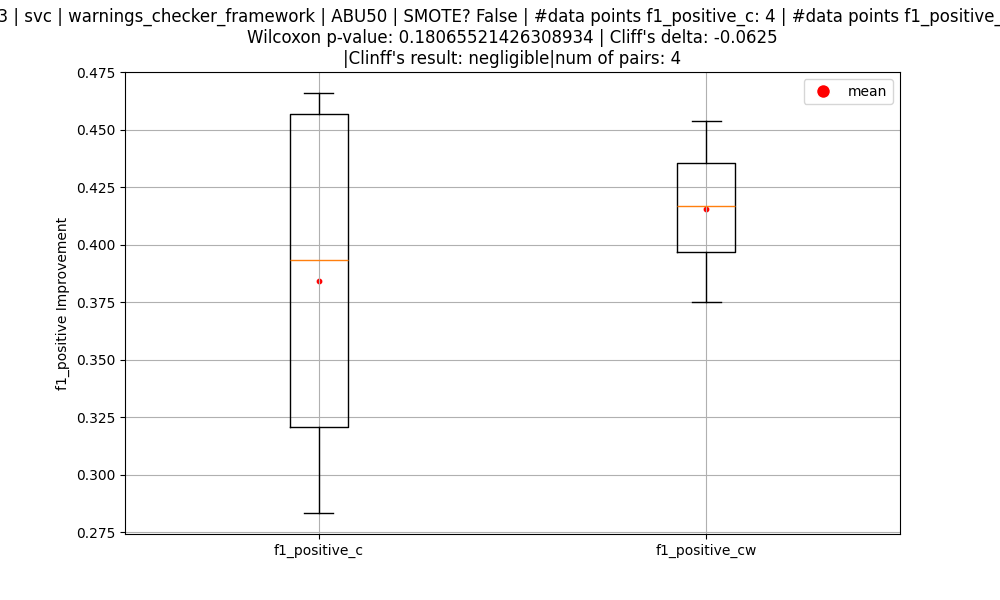 3 | svc | warnings_checker_framework | ABU50 | SMOTE? False | #data points f1_positive_c: 4 | #data points f1_positive_
Wilcoxon p-value: 0.18065521426308934 | Cliff's delta: -0.0625
|Clinff's result: negligible|num of pairs: 4
mean
0.475
0.450
0.425
0.400
0.375
0.350
0.325
0.300
0.275
f1_positive Improvement
f1_positive_c
f1_positive_cw